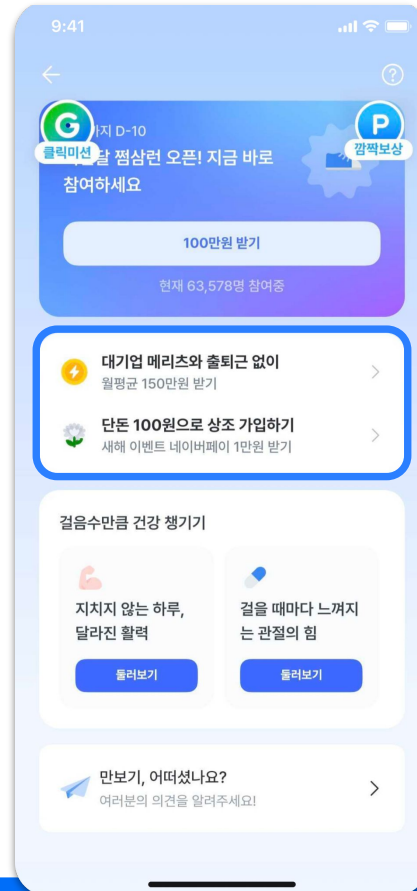 9:41
G
P
클릭미션
깜짝보상
지 D-10
달 쩜삼런 오픈! 지금 바로
참여하세요
100만원 받기
현재 63,578명 참여중
대기업 메리츠와 출퇴근 없이
월평균 150만원 받기
단돈 100원으로 상조 가입하기
새해 이벤트 네이버페이 1만원 받기
걸음수만큼 건강 챙기기
지치지 않는 하루,
달라진 활력
둘러보기
걸을 때마다 느껴지
는 관절의 힘
둘러보기
만보기, 어떠셨나요?
여러분의 의견을 알려주세요!